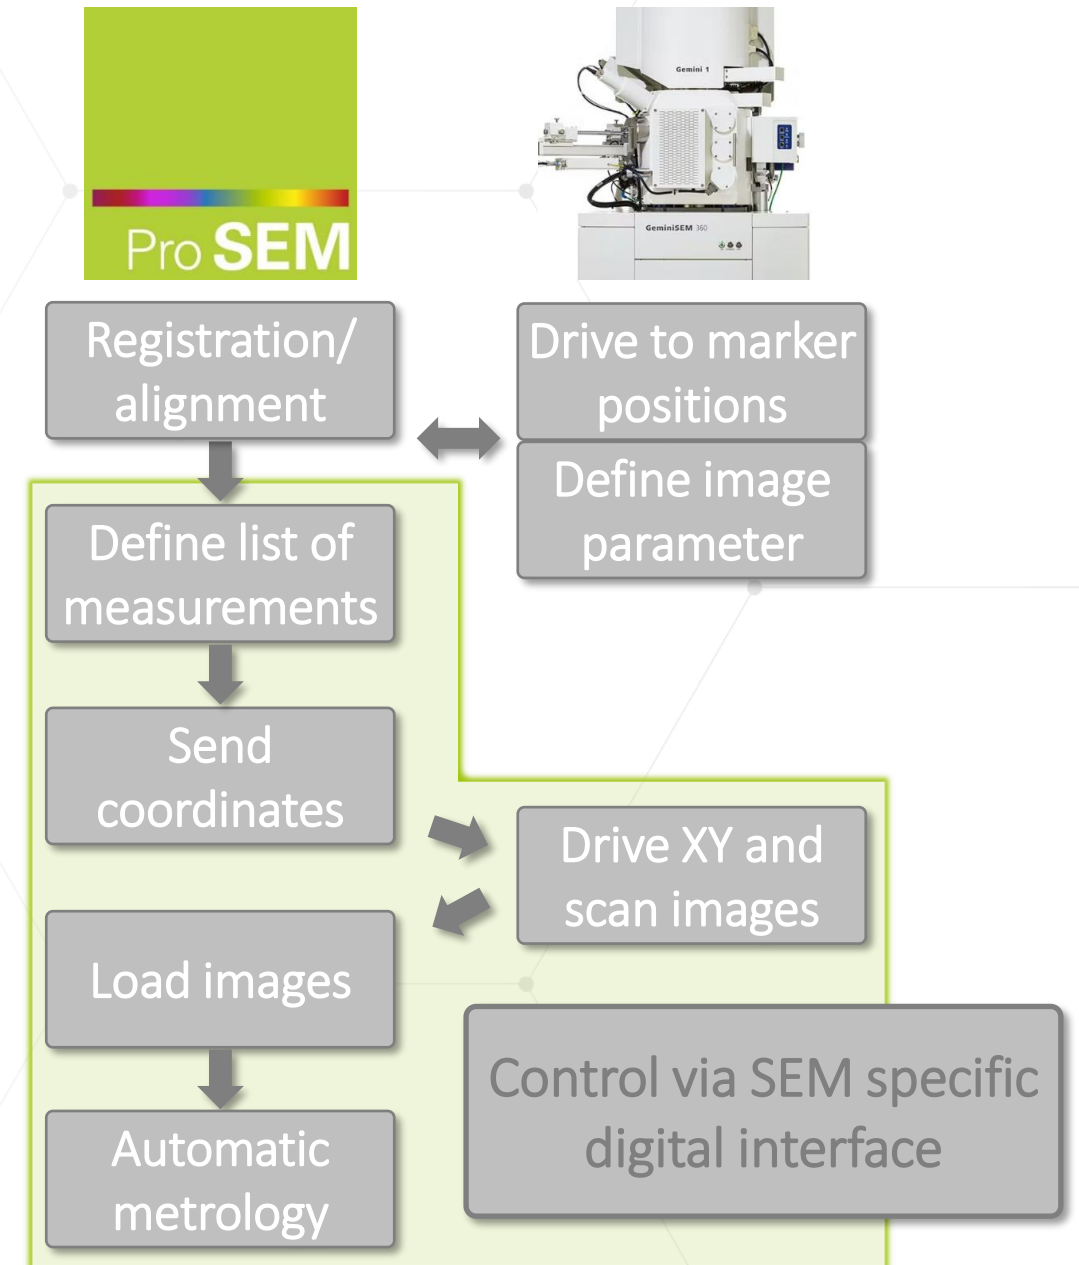 Pro SEM
Gemini 1
GeminiSEM 360
Registration/
alignment
Drive to marker
positions
Define image
parameter
Define list of
measurements
Send
coordinates
Drive XY and
scan images
Load images
Control via SEM specific
digital interface
Automatic
metrology